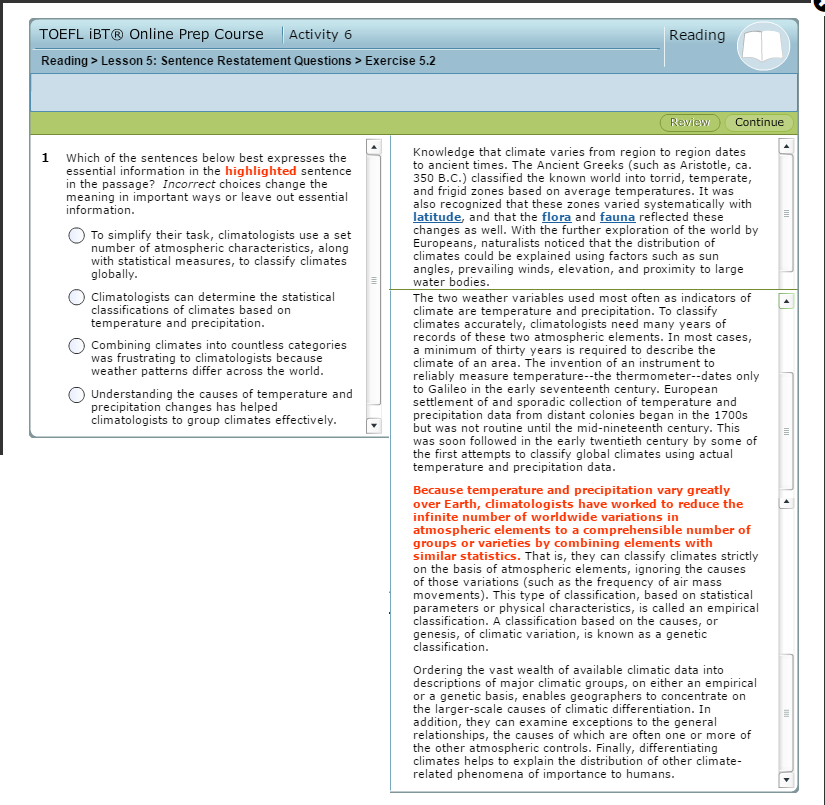 TOEFL iBT® Online Prep Course
Activity 6
Reading
Reading > Lesson 5: Sentence Restatement Questions > Exercise 5.2
Review
Continue
1
Which of the sentences below best expresses the
essential information in the highlighted sentence
in the passage? Incorrect choices change the
meaning in important ways or leave out essential
information.
To simplify their task, climatologists use a set
number of atmospheric characteristics, along
with statistical measures, to classify climates
globally.
Climatologists can determine the statistical
classifications of climates based on
temperature and precipitation.
Combining climates into countless categories
was frustrating to climatologists because
weather patterns differ across the world.
Understanding the causes of temperature and
precipitation changes has helped
climatologists to group climates effectively.
Knowledge that climate varies from region to region dates
to ancient times. The Ancient Greeks (such as Aristotle, ca.
350 B.C.) classified the known world into torrid, temperate,
and frigid zones based on average temperatures. It was
also recognized that these zones varied systematically with
latitude, and that the flora and fauna reflected these
changes as well. With the further exploration of the world by
Europeans, naturalists noticed that the distribution of
climates could be explained using factors such as sun
angles, prevailing winds, elevation, and proximity to large
water bodies.
The two weather variables used most often as indicators of
climate are temperature and precipitation. To classify
climates accurately, climatologists need many years of
records of these two atmospheric elements. In most cases,
a minimum of thirty years is required to describe the
climate of an area. The invention of an instrument to
reliably measure temperature--the thermometer--dates only
to Galileo in the early seventeenth century. European
settlement of and sporadic collection of temperature and
precipitation data from distant colonies began in the 1700s
but was not routine until the mid-nineteenth century. This
was soon followed in the early twentieth century by some of
the first attempts to classify global climates using actual
temperature and precipitation data.
Because temperature and precipitation vary greatly
over Earth, climatologists have worked to reduce the
infinite number of worldwide variations in
atmospheric elements to a comprehensible number of
groups or varieties by combining elements with
similar statistics. That is, they can classify climates strictly
on the basis of atmospheric elements, ignoring the causes
of those variations (such as the frequency of air mass
movements). This type of classification, based on statistical
parameters or physical characteristics, is called an empirical
classification. A classification based on the causes, or
genesis, of climatic variation, is known as a genetic
classification.
Ordering the vast wealth of available climatic data into
descriptions of major climatic groups, on either an empirical
or a genetic basis, enables geographers to concentrate on
the larger-scale causes of climatic differentiation. In
addition, they can examine exceptions to the general
relationships, the causes of which are often one or more of
the other atmospheric controls. Finally, differentiating
climates helps to explain the distribution of other climate-
related phenomena of importance to humans.